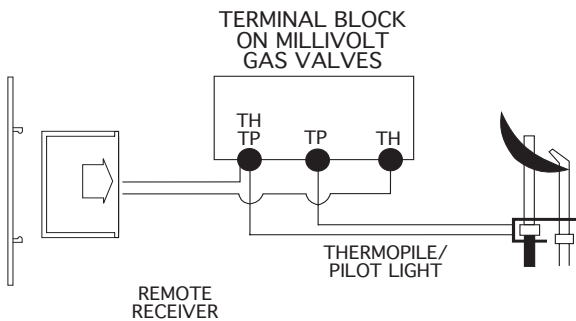 TERMINAL BLOCK
ON MILLIVOLT
GAS VALVES
TH
TP TP TH
THERMOPILE/
PILOT LIGHT
REMOTE
RECEIVER